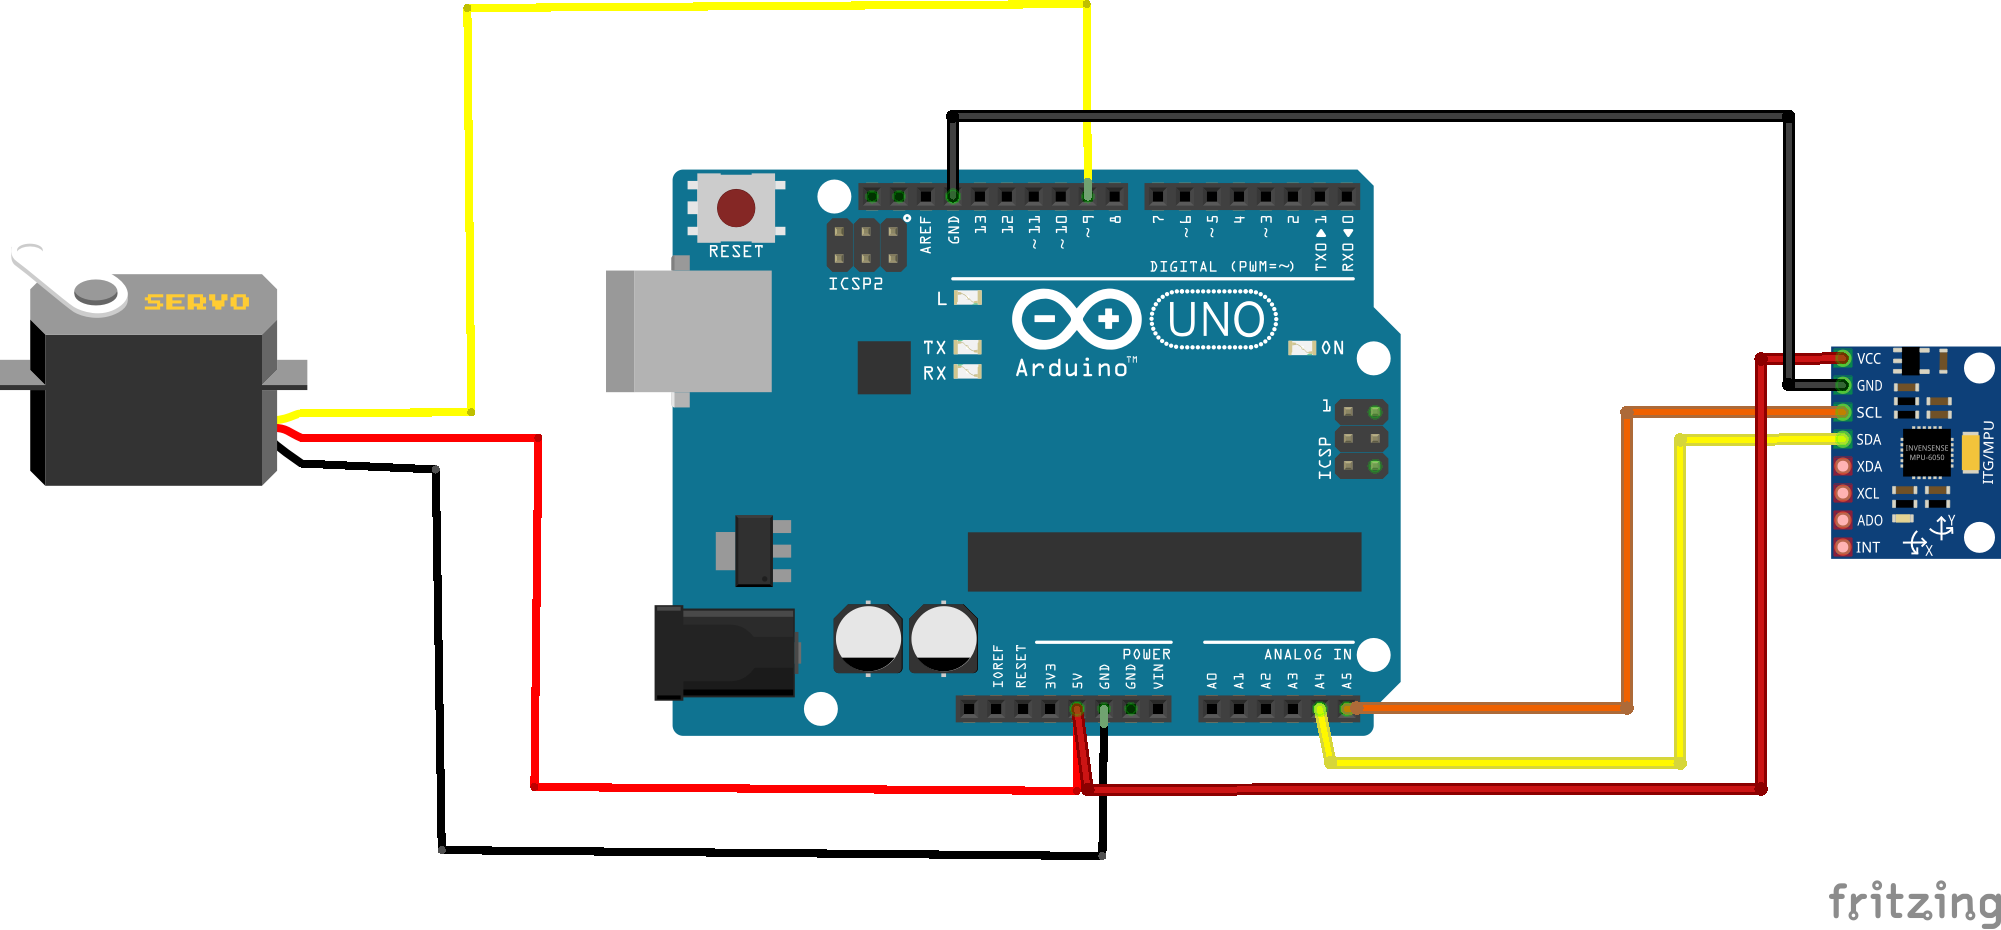 RESET
ICSP2
AREF
GND
13
12
~11
~10
~9
8
7
~6
~5
4
~3
2
TX0▶1
RX0◀0
DIGITAL (PWM=~)
L
TX
RX
Arduino™
UNO
ON
1
ICSP
SERVO
VCC
GND
SCL
SDA
XDA
XCL
ADO
INT
INVENSENSE
MPU-6050
ITG/MPU
Y
X
IOREF
RESET
3V3
5V
GND
GND
VIN
POWER
ANALOG IN
A0
A1
A2
A3
A4
A5
fritzing